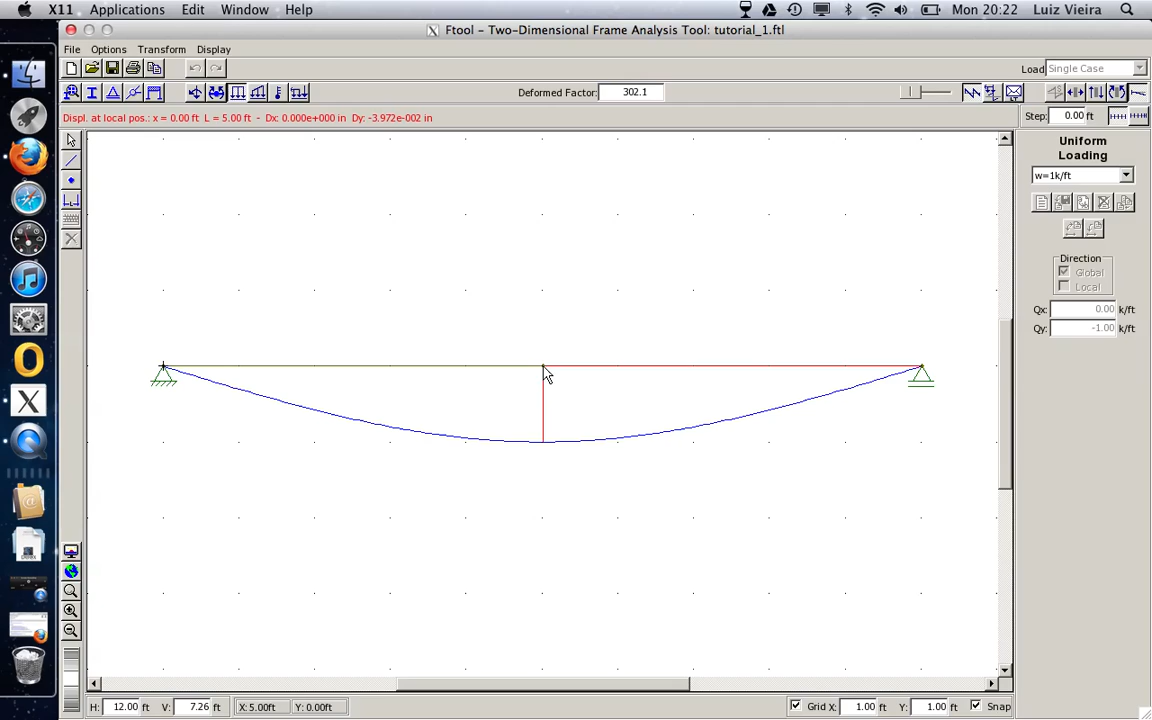 X11 Applications Edit Window Help Mon 20:22 Luiz Vieira
Ftool - Two-Dimensional Frame Analysis Tool: tutorial_1.ftl
File Options Transform Display
Load Single Case
Deformed Factor: 302.1
Displ. at local pos.: x = 0.00 ft L = 5.00 ft - Dx: 0.000e+000 in Dy: -3.972e-002 in
Step: 0.00 ft
Uniform
Loading
w=1k/ft
Direction
Global
Local
Qx: 0.00 k/ft
Qy: -1.00 k/ft
H: 12.00 ft V: 7.26 ft X: 5.00ft Y: 0.00ft Grid X: 1.00 ft Y: 1.00 ft Snap